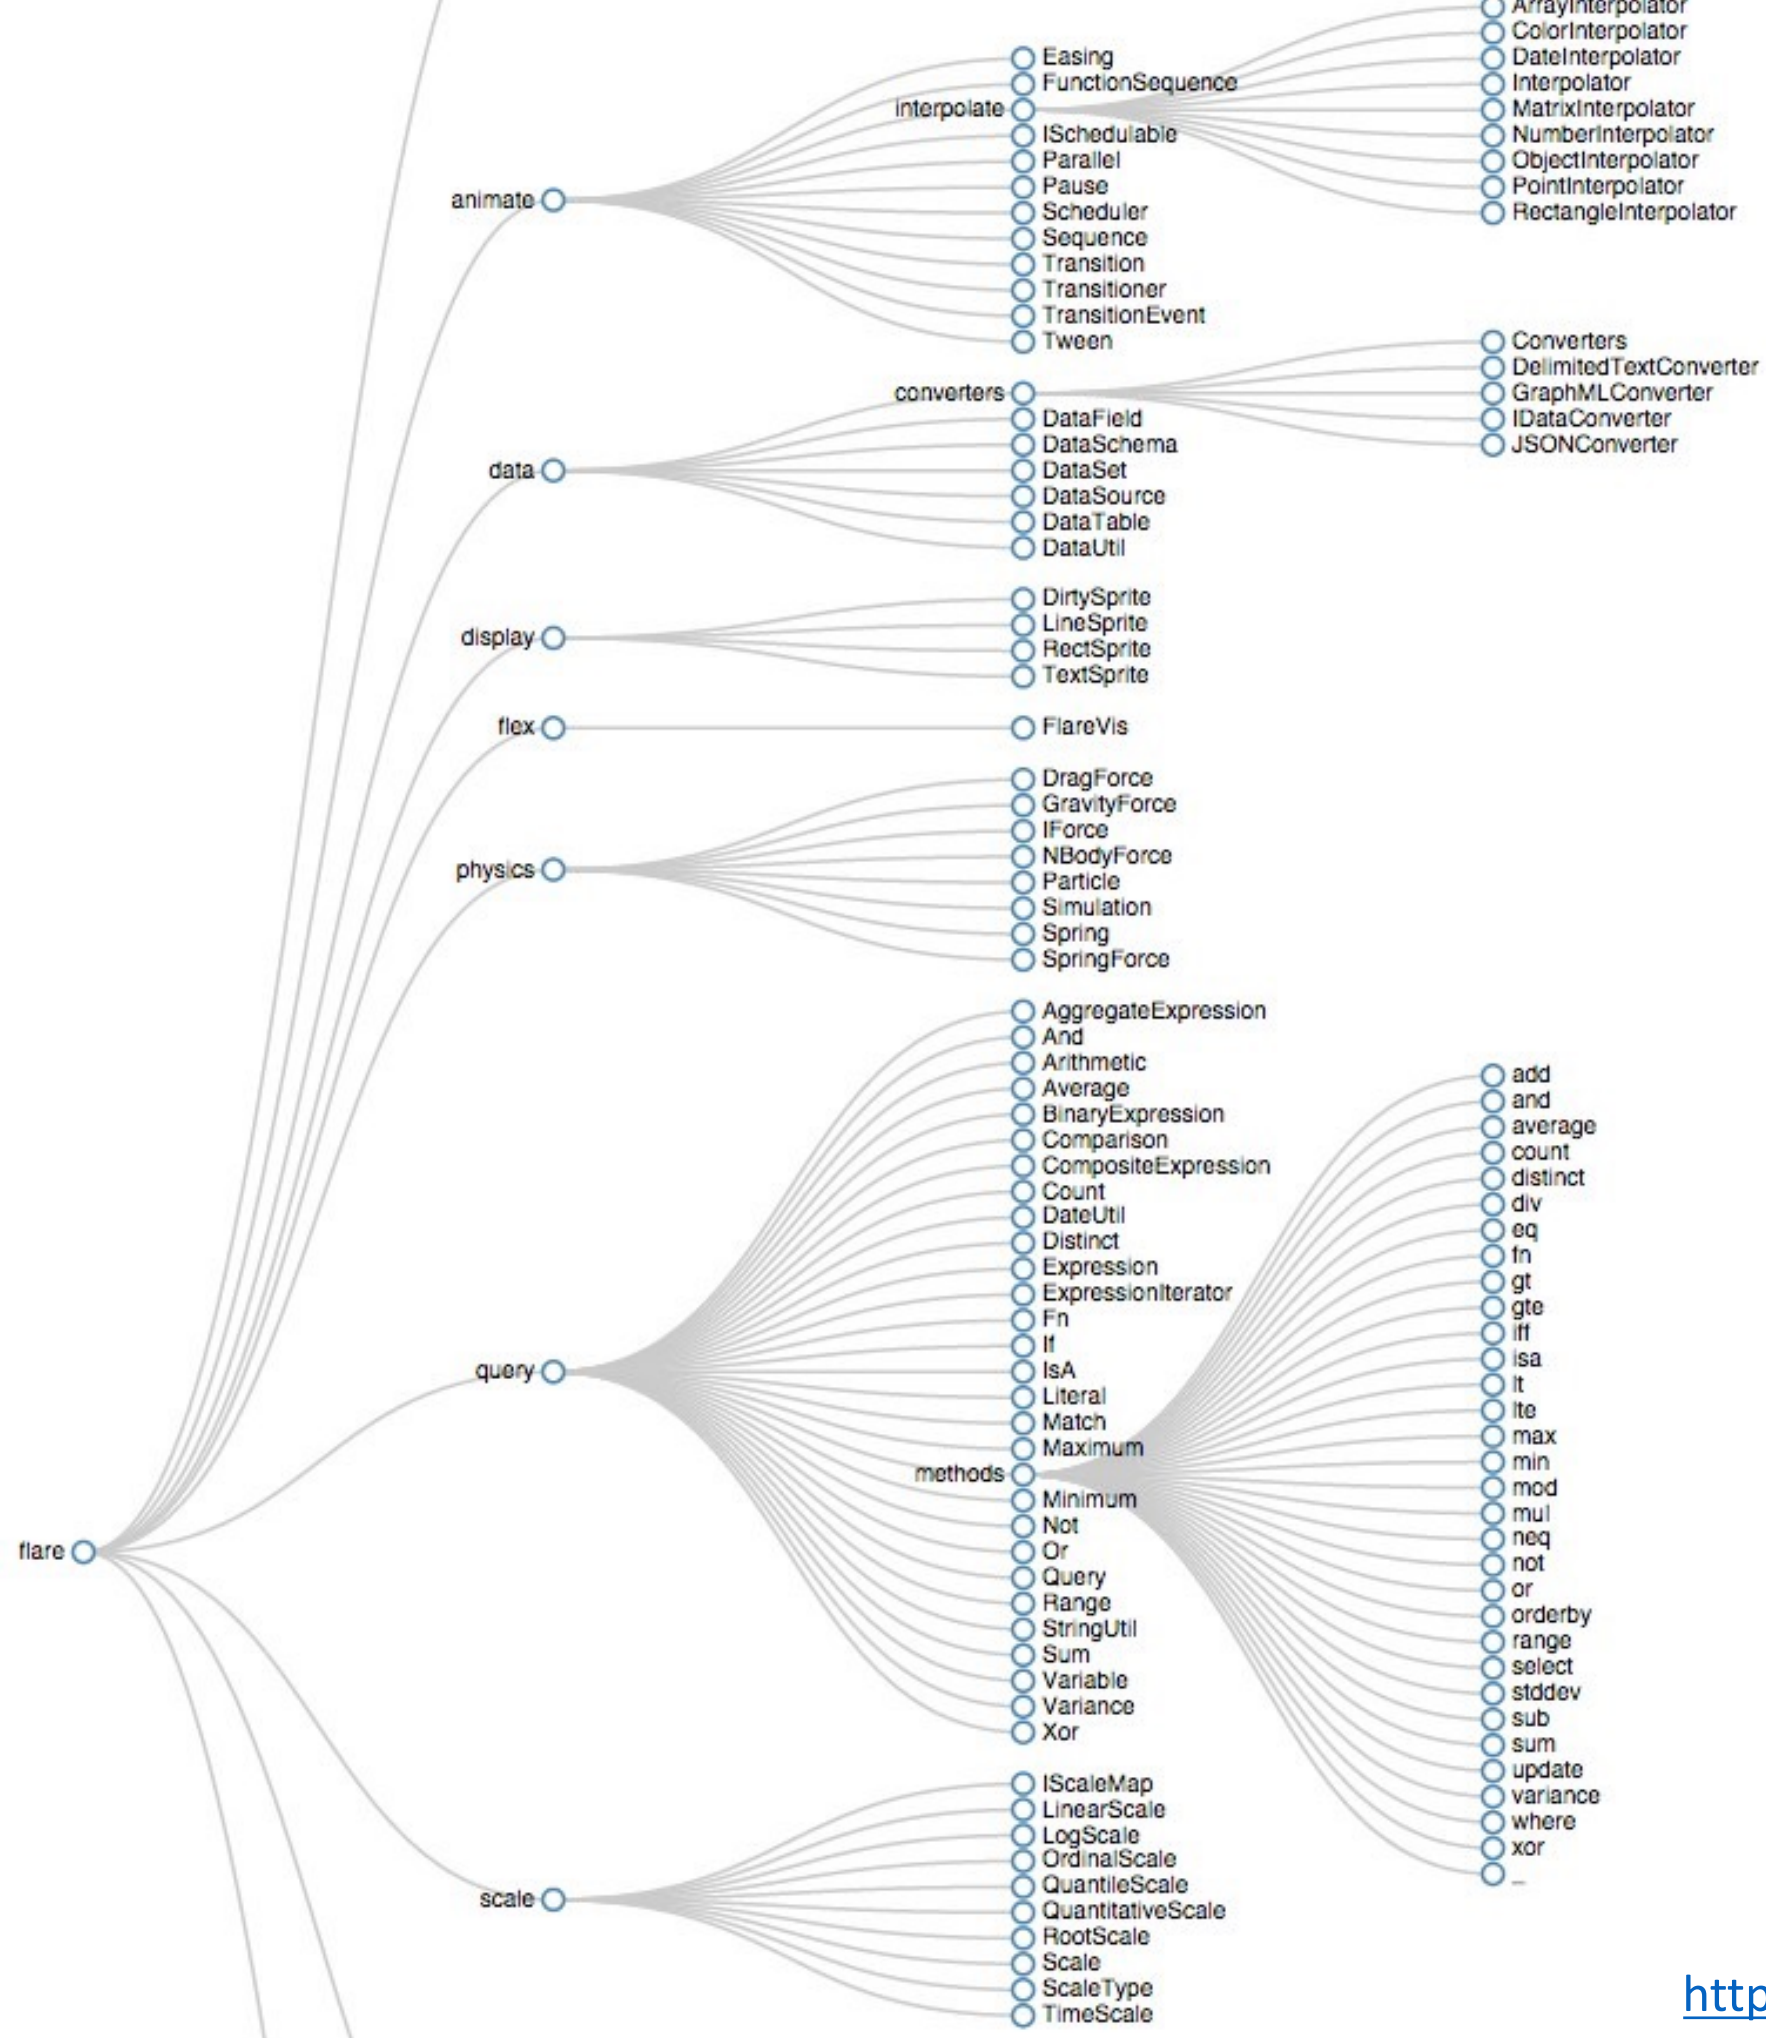 ArrayInterpolator
ColorInterpolator
DateInterpolator
Interpolator
MatrixInterpolator
NumberInterpolator
ObjectInterpolator
PointInterpolator
RectangleInterpolator
Easing
FunctionSequence
interpolate
ISchedulable
Parallel
Pause
Scheduler
Sequence
Transition
Transitioner
TransitionEvent
Tween
animate
Converters
DelimitedTextConverter
GraphMLConverter
IDataConverter
JSONConverter
converters
DataField
DataSchema
DataSet
DataSource
DataTable
DataUtil
data
DirtySprite
LineSprite
RectSprite
TextSprite
display
flex
FlareVis
DragForce
GravityForce
IForce
NBodyForce
Particle
Simulation
Spring
SpringForce
physics
AggregateExpression
And
Arithmetic
Average
BinaryExpression
Comparison
CompositeExpression
Count
DateUtil
Distinct
Expression
ExpressionIterator
Fn
If
IsA
Literal
Match
Maximum
methods
Minimum
Not
Or
Query
Range
StringUtil
Sum
Variable
Variance
Xor
query
add
and
average
count
distinct
div
eq
fn
gt
gte
iff
isa
lt
lte
max
min
mod
mul
neq
not
or
orderby
range
select
stddev
sub
sum
update
variance
where
xor
_
flare
IScaleMap
LinearScale
LogScale
OrdinalScale
QuantileScale
QuantitativeScale
RootScale
Scale
ScaleType
TimeScale
scale
http